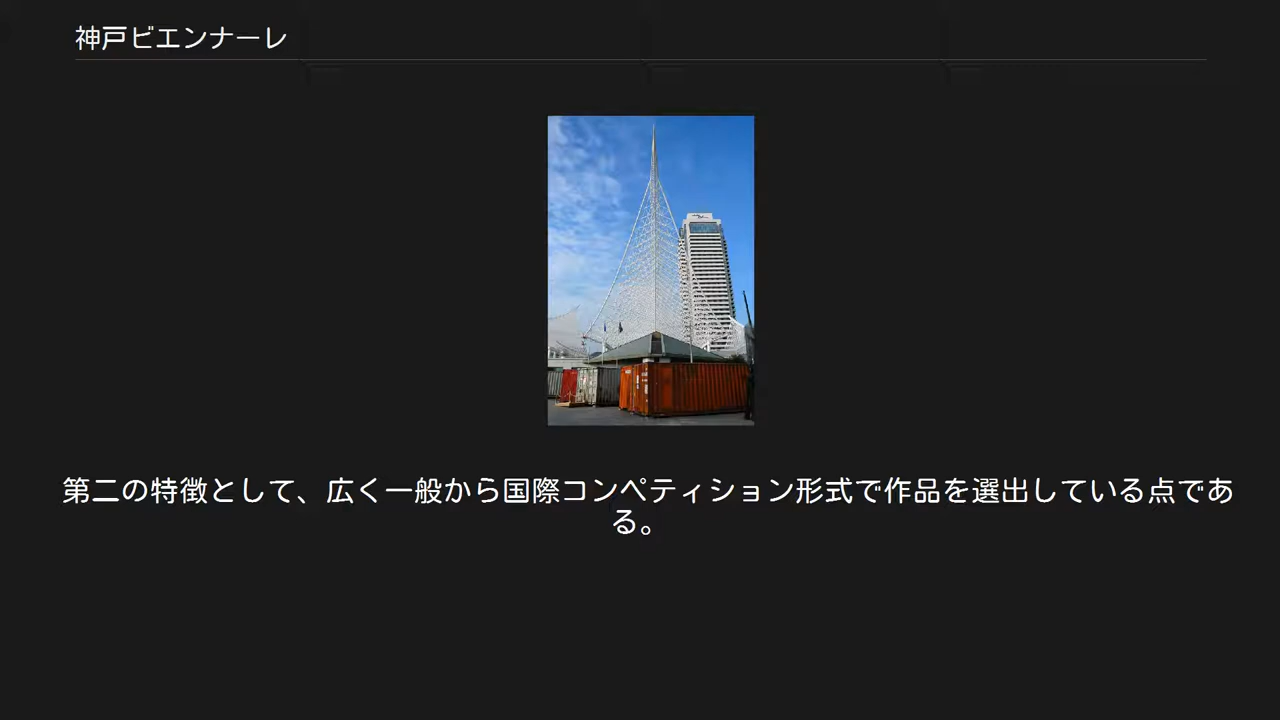 神戸ビエンナーレ
第二の特徴として、広く一般から国際コンペティション形式で作品を選出している点であ
る。